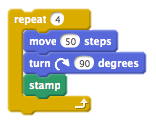 repeat 4
move 50 steps
turn 90 degrees
stamp